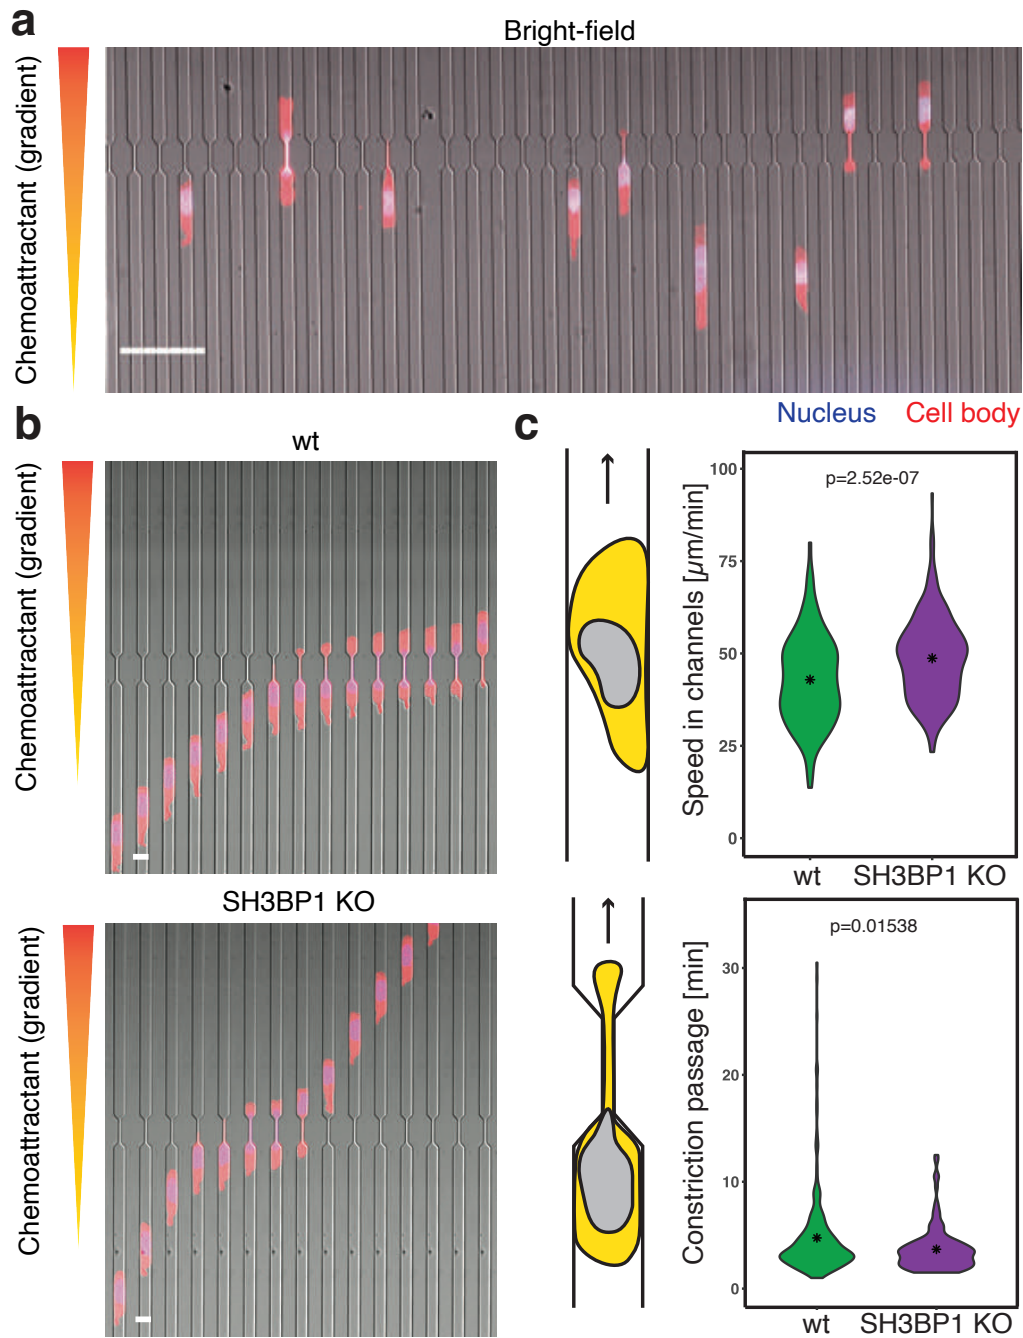 a
Bright-field
Chemoattractant (gradient)
Nucleus Cell body
b
wt
Chemoattractant (gradient)
SH3BP1 KO
Chemoattractant (gradient)
c
Speed in channels [μm/min]
100
75
50
25
0
p=2.52e-07
wt SH3BP1 KO
Constriction passage [min]
30
20
10
0
p=0.01538
wt SH3BP1 KO